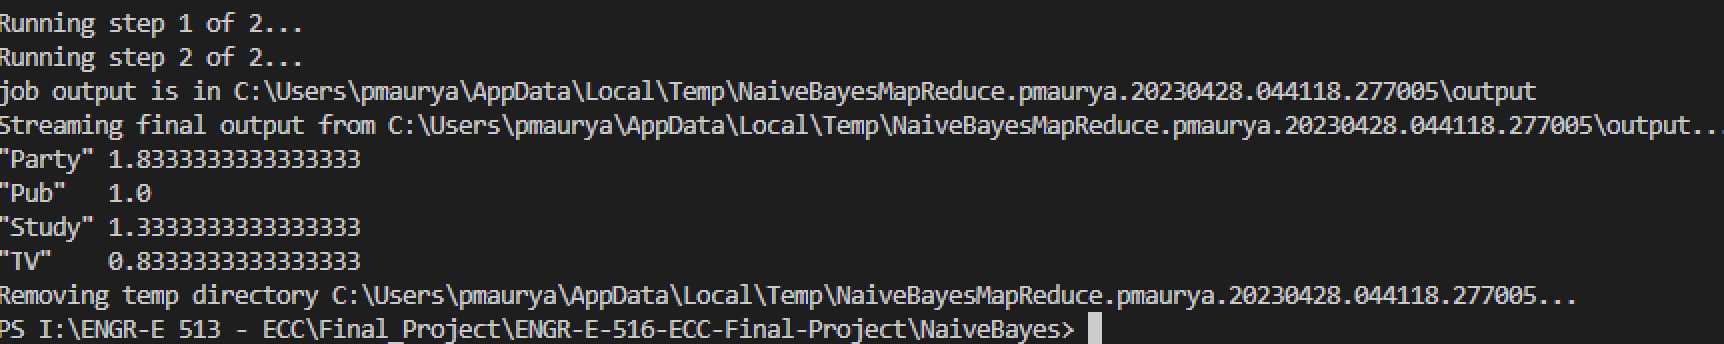 Running step 1 of 2...
Running step 2 of 2...
job output is in C:\Users\pmaurya\AppData\Local\Temp\NaiveBayesMapReduce.pmaurya.20230428.044118.277005\output
Streaming final output from C:\Users\pmaurya\AppData\Local\Temp\NaiveBayesMapReduce.pmaurya.20230428.044118.277005\output...
"Party" 1.8333333333333333
"Pub" 1.0
"Study" 1.3333333333333333
"TV" 0.8333333333333333
Removing temp directory C:\Users\pmaurya\AppData\Local\Temp\NaiveBayesMapReduce.pmaurya.20230428.044118.277005...
PS I:\ENGR-E 513 - ECC\Final_Project\ENGR-E-516-ECC-Final-Project\NaiveBayes>